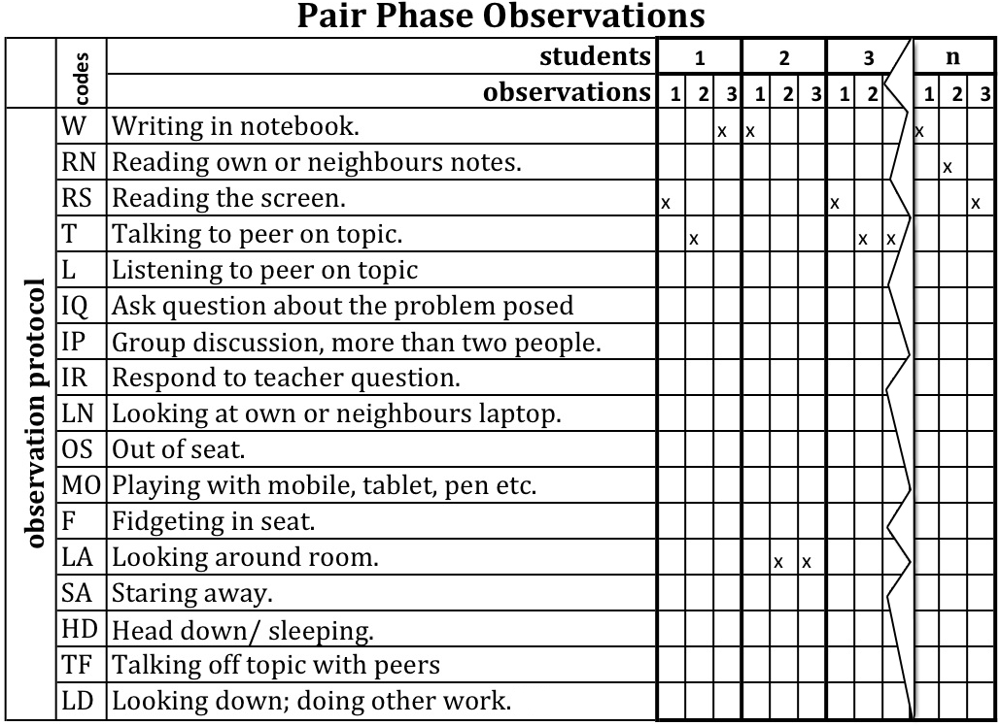 Pair Phase Observations
codes students 1 2 3 n
observations 1 2 3 1 2 3 1 2 1 2 3
observation protocol
W Writing in notebook. x x x
RN Reading own or neighbours notes. x
RS Reading the screen. x x x
T Talking to peer on topic. x x x
L Listening to peer on topic
IQ Ask question about the problem posed
IP Group discussion, more than two people.
IR Respond to teacher question.
LN Looking at own or neighbours laptop.
OS Out of seat.
MO Playing with mobile, tablet, pen etc.
F Fidgeting in seat.
LA Looking around room. x x
SA Staring away.
HD Head down/ sleeping.
TF Talking off topic with peers
LD Looking down; doing other work.